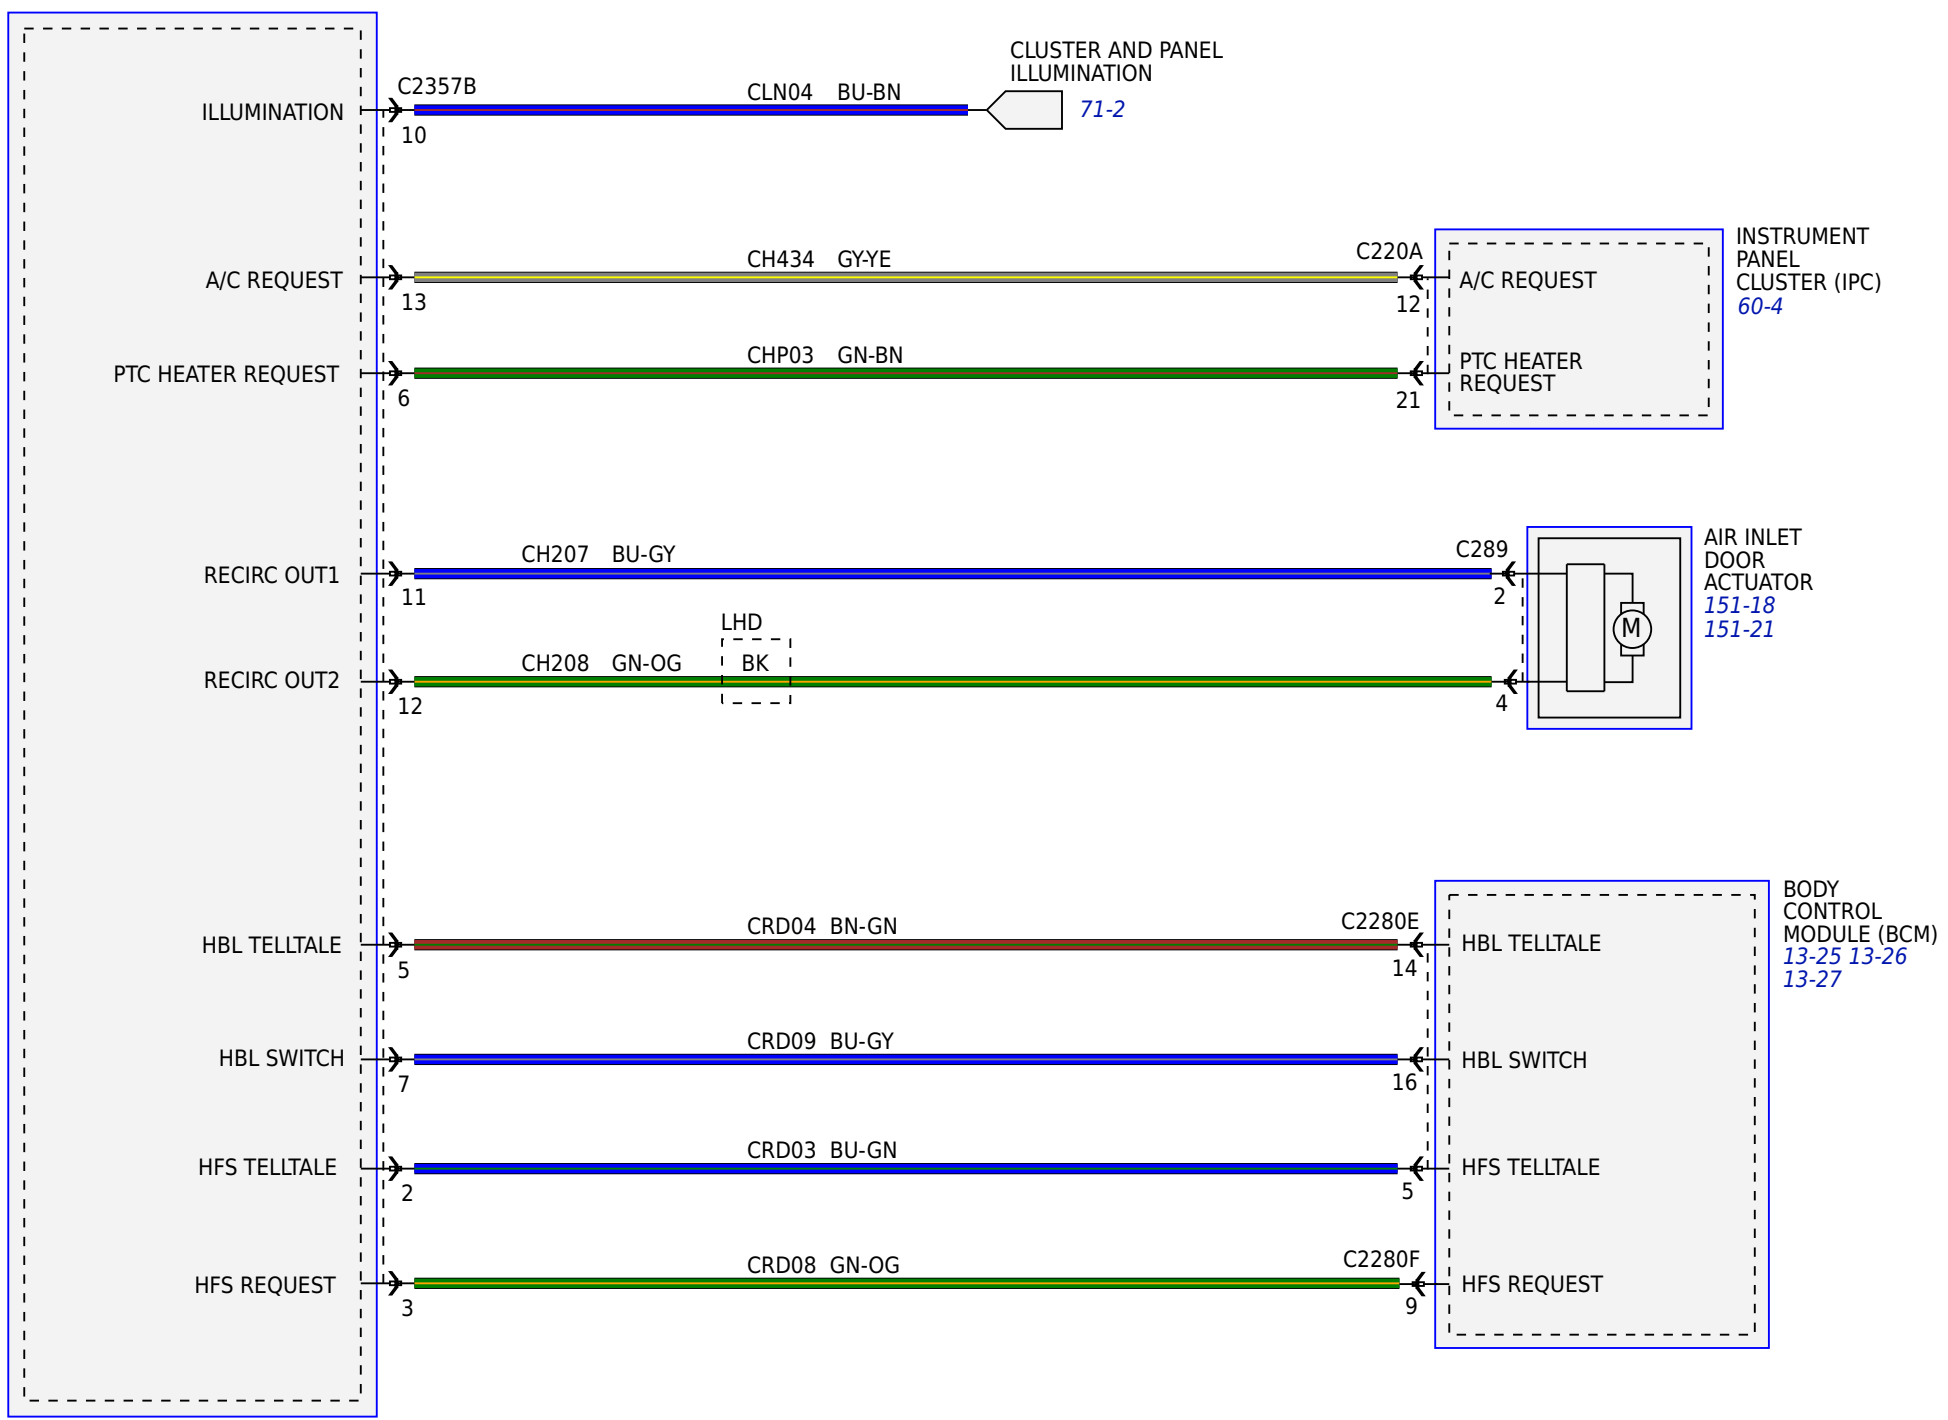 CLUSTER AND PANEL
ILLUMINATION
71-2
C2357B
CLN04 BU-BN
ILLUMINATION
10
INSTRUMENT
PANEL
CLUSTER (IPC)
60-4
C220A
CH434 GY-YE
A/C REQUEST
13
12
A/C REQUEST
CHP03 GN-BN
PTC HEATER REQUEST
6
21
PTC HEATER
REQUEST
AIR INLET
DOOR
ACTUATOR
151-18
151-21
C289
CH207 BU-GY
RECIRC OUT1
11
2
M
LHD
CH208 GN-OG BK
RECIRC OUT2
12
4
BODY
CONTROL
MODULE (BCM)
13-25 13-26
13-27
C2280E
CRD04 BN-GN
HBL TELLTALE
5
14
HBL TELLTALE
CRD09 BU-GY
HBL SWITCH
7
16
HBL SWITCH
CRD03 BU-GN
HFS TELLTALE
2
5
HFS TELLTALE
C2280F
CRD08 GN-OG
HFS REQUEST
3
9
HFS REQUEST